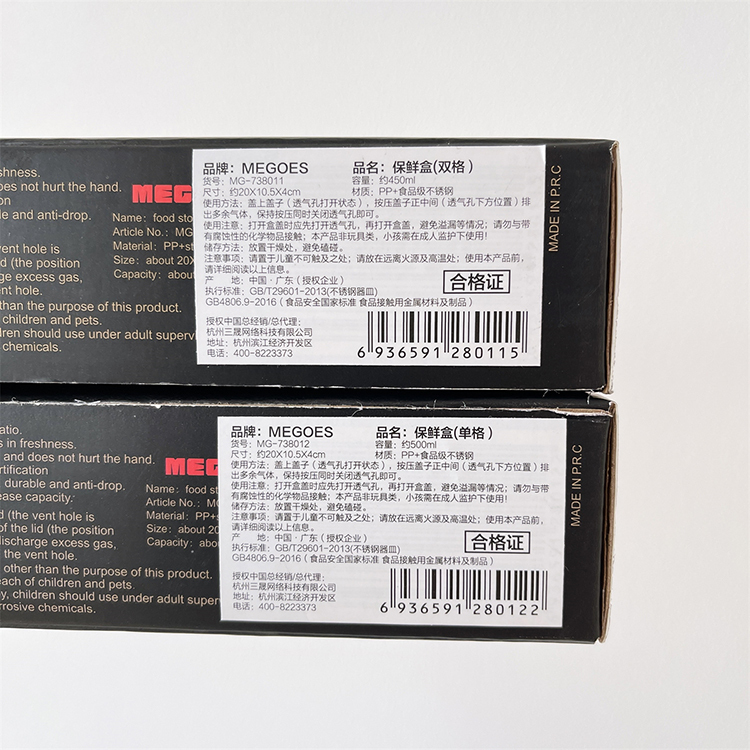 品牌：MEGOES 品名：保鲜盒(双格)
货号：MG-738011 容量：约450ml
尺寸：约20X10.5X4cm 材质：PP+食品级不锈钢
使用方法：盖上盖子（透气孔打开状态），按压盖子正中间（透气孔下方位置）排
出多余气体，保持按压同时关闭透气孔即可。
注意：打开盒盖时应先打开透气孔，再打开盒盖，避免溢漏等情况；请勿与带
有腐蚀性的化学物品接触；本产品非玩具类，小孩需在成人监护下使用！
储存方法：放置干燥处，避免磕碰。
注意事项：请置于儿童不可触及之处；请放在远离火源及高温处；使用本产品前，
请详细阅读以上信息。
产 地：中国·广东（授权企业）
执行标准：GB/T29601-2013(不锈钢器皿)
GB4806.9-2016（食品安全国家标准 食品接触用金属材料及制品）
合格证
授权中国总经销/总代理：
杭州三晟网络科技有限公司
地址：杭州滨江经济开发区
电话：400-8223373
6 936591 280115
MADE IN P.R.C
freshness.
oes not hurt the hand.
le and anti-drop.
vent hole is
d (the position
rge excess gas,
ent hole.
than the purpose of this product.
children and pets.
ren should use under adult superv
chemicals.
MEGO
Name: food sto
Article No.: MG
Material: PP+s
Size: about 20X
Capacity: about
品牌：MEGOES 品名：保鲜盒(单格)
货号：MG-738012 容量：约500ml
尺寸：约20X10.5X4cm 材质：PP+食品级不锈钢
使用方法：盖上盖子（透气孔打开状态），按压盖子正中间（透气孔下方位置）排
出多余气体，保持按压同时关闭透气孔即可。
注意：打开盒盖时应先打开透气孔，再打开盒盖，避免溢漏等情况；请勿与带
有腐蚀性的化学物品接触；本产品非玩具类，小孩需在成人监护下使用！
储存方法：放置干燥处，避免磕碰。
注意事项：请置于儿童不可触及之处；请放在远离火源及高温处；使用本产品前，
请详细阅读以上信息。
产 地：中国·广东（授权企业）
执行标准：GB/T29601-2013(不锈钢器皿)
GB4806.9-2016（食品安全国家标准 食品接触用金属材料及制品）
合格证
授权中国总经销/总代理：
杭州三晟网络科技有限公司
地址：杭州滨江经济开发区
电话：400-8223373
6 936591 280122
MADE IN P.R.C
atio.
s in freshness.
and does not hurt the hand.
rtification
durable and anti-drop.
ease capacity.
d (the vent hole is
of the lid (the position
discharge excess gas,
the vent hole.
other than the purpose of this product.
each of children and pets.
y, children should use under adult superv
rrosive chemicals.
MEG
Name: food st
Article No.: MG
Material: PP+
Size: about 20
Capacity: abou